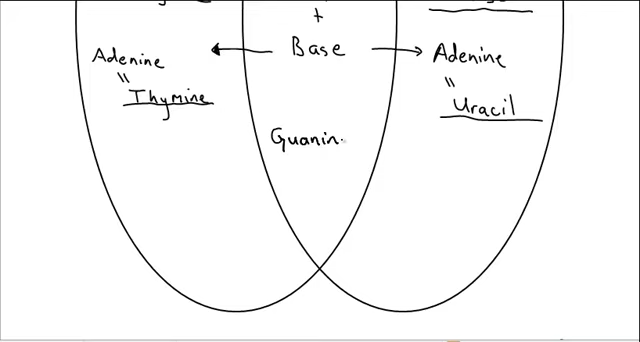 +
Base
Adenine
Adenine
"
Thymine
"
Uracil
Guanin